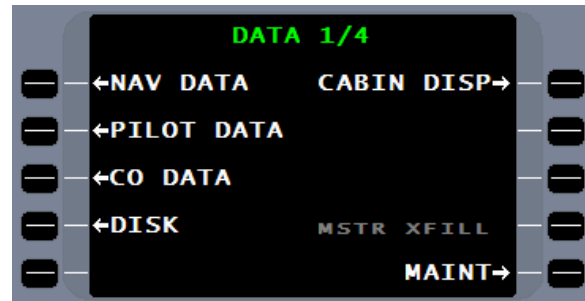 DATA 1/4
←NAV DATA CABIN DISP→
←PILOT DATA
←CO DATA
←DISK MSTR XFILL
MAINT→